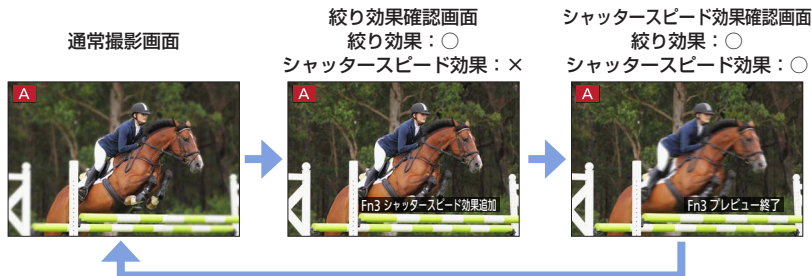 通常撮影画面
絞り効果確認画面
絞り効果：○
シャッタースピード効果：×
シャッタースピード効果確認画面
絞り効果：○
シャッタースピード効果：○
A
A
Fn3 シャッタースピード効果追加
A
Fn3 プレビュー終了